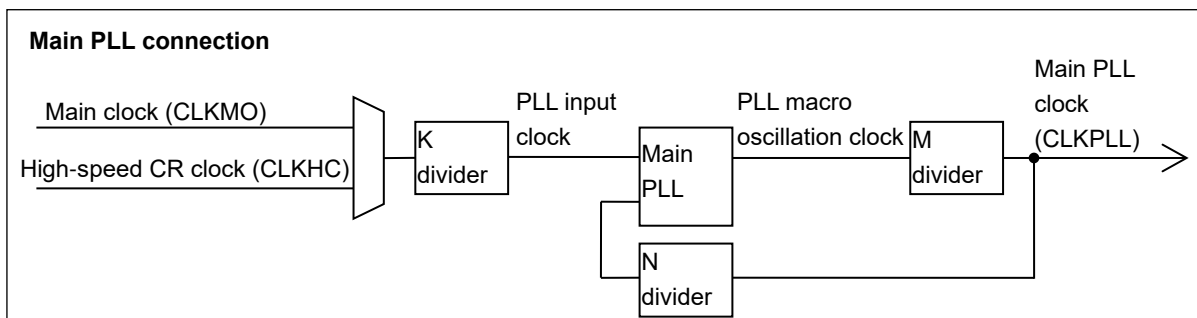 Main PLL connection
Main PLL
clock
(CLKPLL)
PLL input
clock
PLL macro
oscillation clock
Main clock (CLKMO)
K
divider
Main
PLL
M
divider
High-speed CR clock (CLKHC)
N
divider